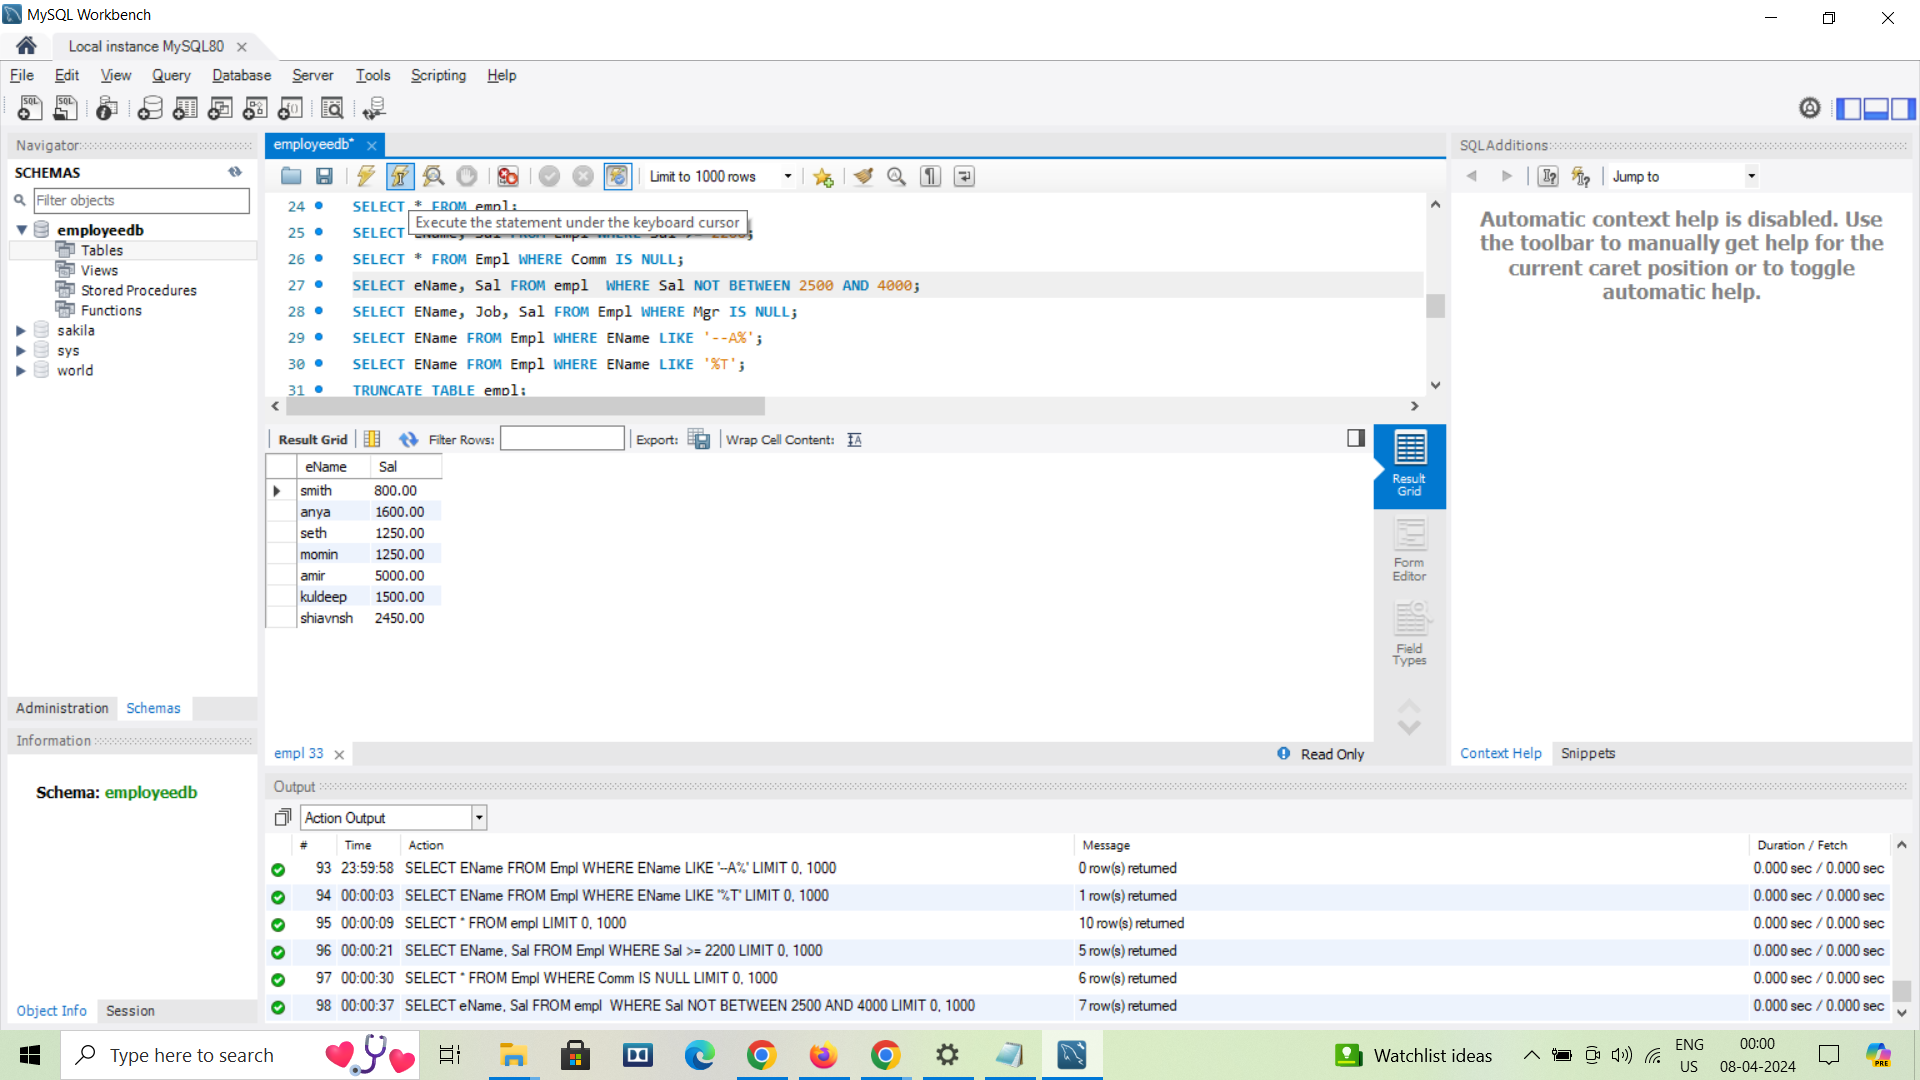 MySQL Workbench
Local instance MySQL80
File Edit View Query Database Server Tools Scripting Help
Navigator
SCHEMAS
Filter objects
employeedb
Tables
Views
Stored Procedures
Functions
sakila
sys
world
Administration Schemas
Information
Schema: employeedb
Object Info Session
employeedb*
Limit to 1000 rows
24 SELECT * FROM empl;
Execute the statement under the keyboard cursor
25 SELECT eName, Sal FROM Empl WHERE Sal >= 2200;
26 SELECT * FROM Empl WHERE Comm IS NULL;
27 SELECT eName, Sal FROM empl  WHERE Sal NOT BETWEEN 2500 AND 4000;
28 SELECT EName, Job, Sal FROM Empl WHERE Mgr IS NULL;
29 SELECT EName FROM Empl WHERE EName LIKE '--A%';
30 SELECT EName FROM Empl WHERE EName LIKE '%T';
31 TRUNCATE TABLE empl;
Result Grid Filter Rows: Export: Wrap Cell Content:
eName Sal
smith 800.00
anya 1600.00
seth 1250.00
momin 1250.00
amir 5000.00
kuldeep 1500.00
shiavnsh 2450.00
Result Grid
Form Editor
Field Types
empl 33
Read Only
SQLAdditions
Jump to
Automatic context help is disabled. Use
the toolbar to manually get help for the
current caret position or to toggle
automatic help.
Context Help Snippets
Output
Action Output
# Time Action Message Duration / Fetch
93 23:59:58 SELECT EName FROM Empl WHERE EName LIKE '--A%' LIMIT 0, 1000 0 row(s) returned 0.000 sec / 0.000 sec
94 00:00:03 SELECT EName FROM Empl WHERE EName LIKE '%T' LIMIT 0, 1000 1 row(s) returned 0.000 sec / 0.000 sec
95 00:00:09 SELECT * FROM empl LIMIT 0, 1000 10 row(s) returned 0.000 sec / 0.000 sec
96 00:00:21 SELECT EName, Sal FROM Empl WHERE Sal >= 2200 LIMIT 0, 1000 5 row(s) returned 0.000 sec / 0.000 sec
97 00:00:30 SELECT * FROM Empl WHERE Comm IS NULL LIMIT 0, 1000 6 row(s) returned 0.000 sec / 0.000 sec
98 00:00:37 SELECT eName, Sal FROM empl  WHERE Sal NOT BETWEEN 2500 AND 4000 LIMIT 0, 1000 7 row(s) returned 0.000 sec / 0.000 sec
Type here to search
Watchlist ideas
ENG
US
00:00
08-04-2024